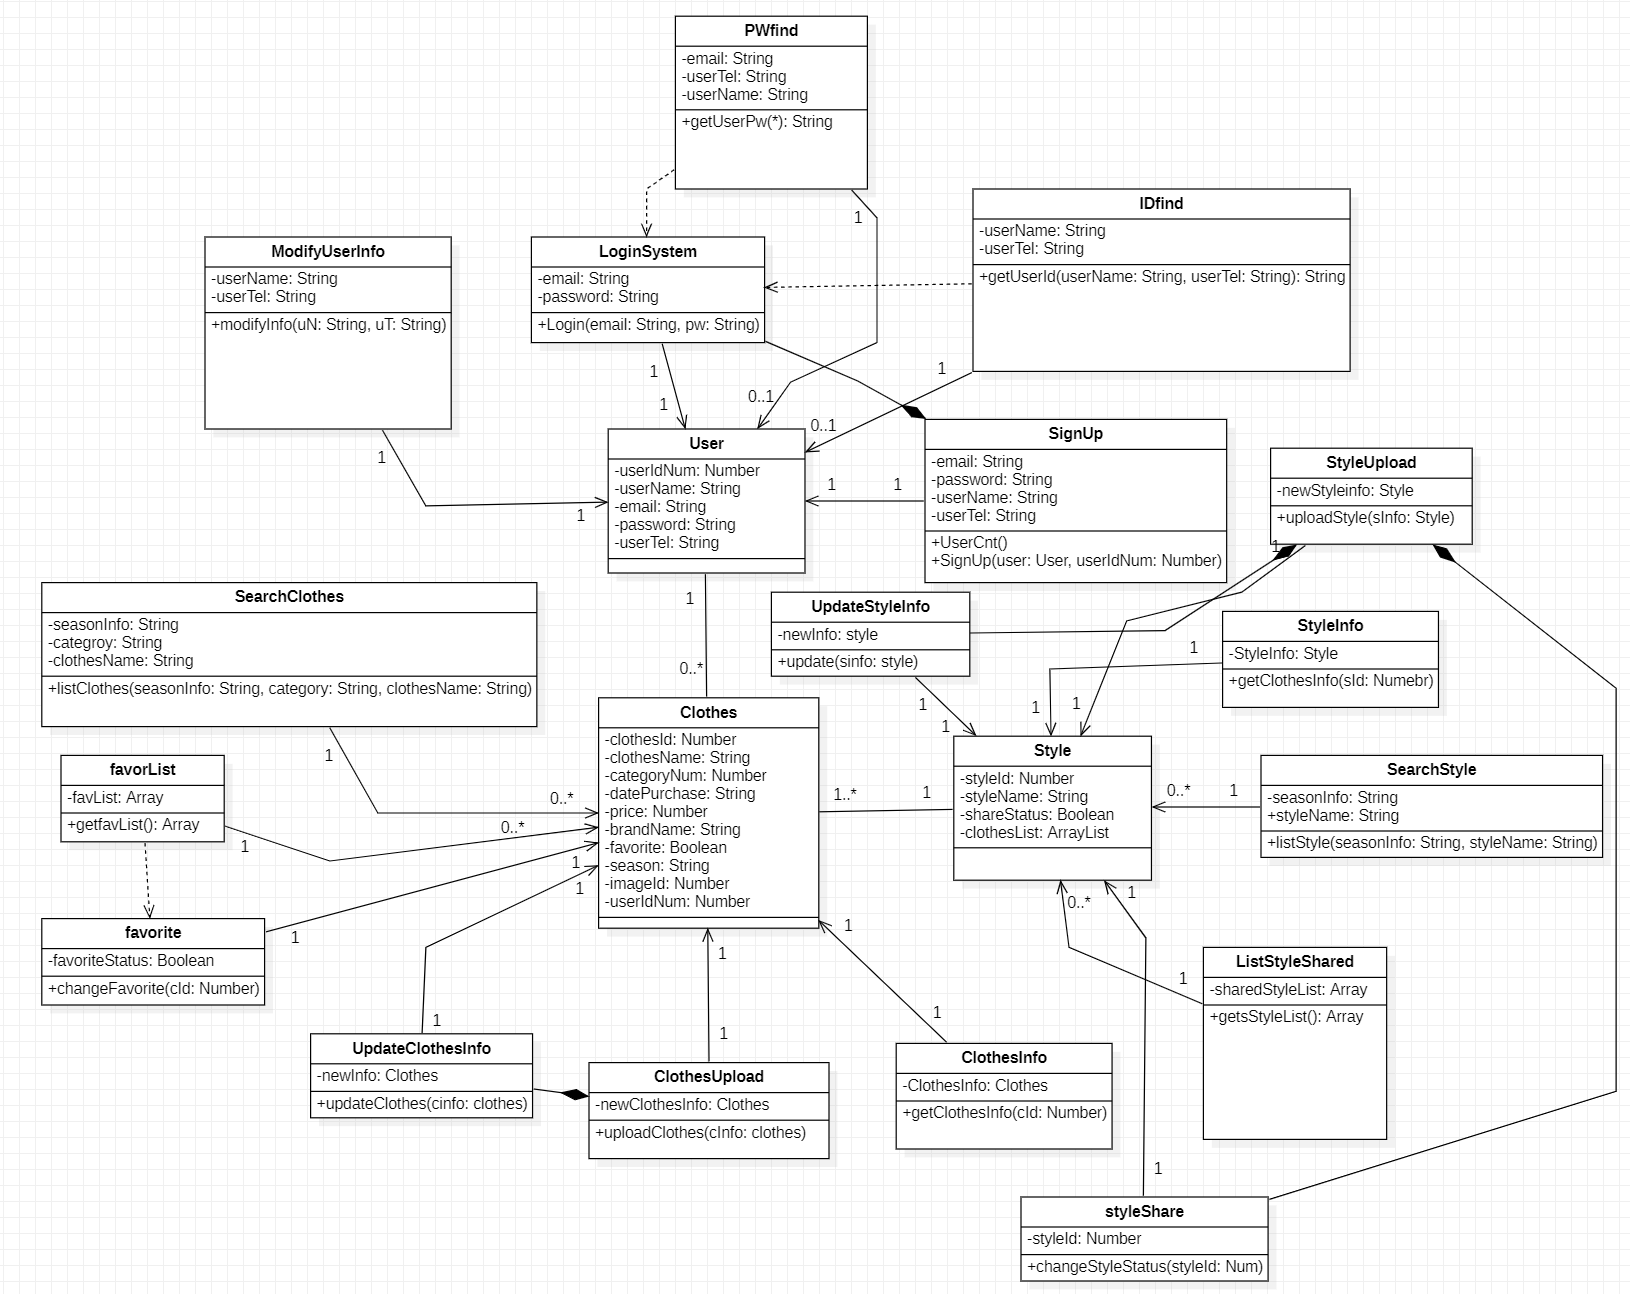 PWfind
-email: String
-userTel: String
-userName: String
+getUserPw(*): String
1
IDfind
-userName: String
-userTel: String
+getUserId(userName: String, userTel: String): String
1
0..1
ModifyUserInfo
-userName: String
-userTel: String
+modifyInfo(uN: String, uT: String)
1
1
LoginSystem
-email: String
-password: String
+Login(email: String, pw: String)
1
1
0..1
User
-userIdNum: Number
-userName: String
-email: String
-password: String
-userTel: String
1
1
SignUp
-email: String
-password: String
-userName: String
-userTel: String
+UserCnt()
+SignUp(user: User, userIdNum: Number)
StyleUpload
-newStyleinfo: Style
+uploadStyle(sInfo: Style)
1
1
0..*
SearchClothes
-seasonInfo: String
-categroy: String
-clothesName: String
+listClothes(seasonInfo: String, category: String, clothesName: String)
1
0..*
UpdateStyleInfo
-newInfo: style
+update(sinfo: style)
1
1
StyleInfo
-StyleInfo: Style
+getClothesInfo(sId: Numebr)
1
1
1
favorList
-favList: Array
+getfavList(): Array
1
0..*
Clothes
-clothesId: Number
-clothesName: String
-categoryNum: Number
-datePurchase: String
-price: Number
-brandName: String
-favorite: Boolean
-season: String
-imageId: Number
-userIdNum: Number
1..*
1
Style
-styleId: Number
-styleName: String
-shareStatus: Boolean
-clothesList: ArrayList
0..*
1
SearchStyle
-seasonInfo: String
+styleName: String
+listStyle(seasonInfo: String, styleName: String)
favorite
-favoriteStatus: Boolean
+changeFavorite(cId: Number)
1
1
1
1
0..*
1
1
1
1
ListStyleShared
-sharedStyleList: Array
+getsStyleList(): Array
UpdateClothesInfo
-newInfo: Clothes
+updateClothes(cinfo: clothes)
1
ClothesUpload
-newClothesInfo: Clothes
+uploadClothes(cInfo: clothes)
1
ClothesInfo
-ClothesInfo: Clothes
+getClothesInfo(cId: Number)
1
styleShare
-styleId: Number
+changeStyleStatus(styleId: Num)